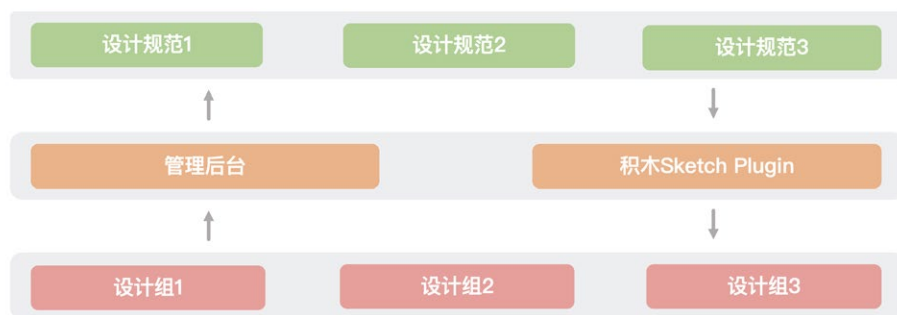 设计规范1
设计规范2
设计规范3
管理后台
积木Sketch Plugin
设计组1
设计组2
设计组3